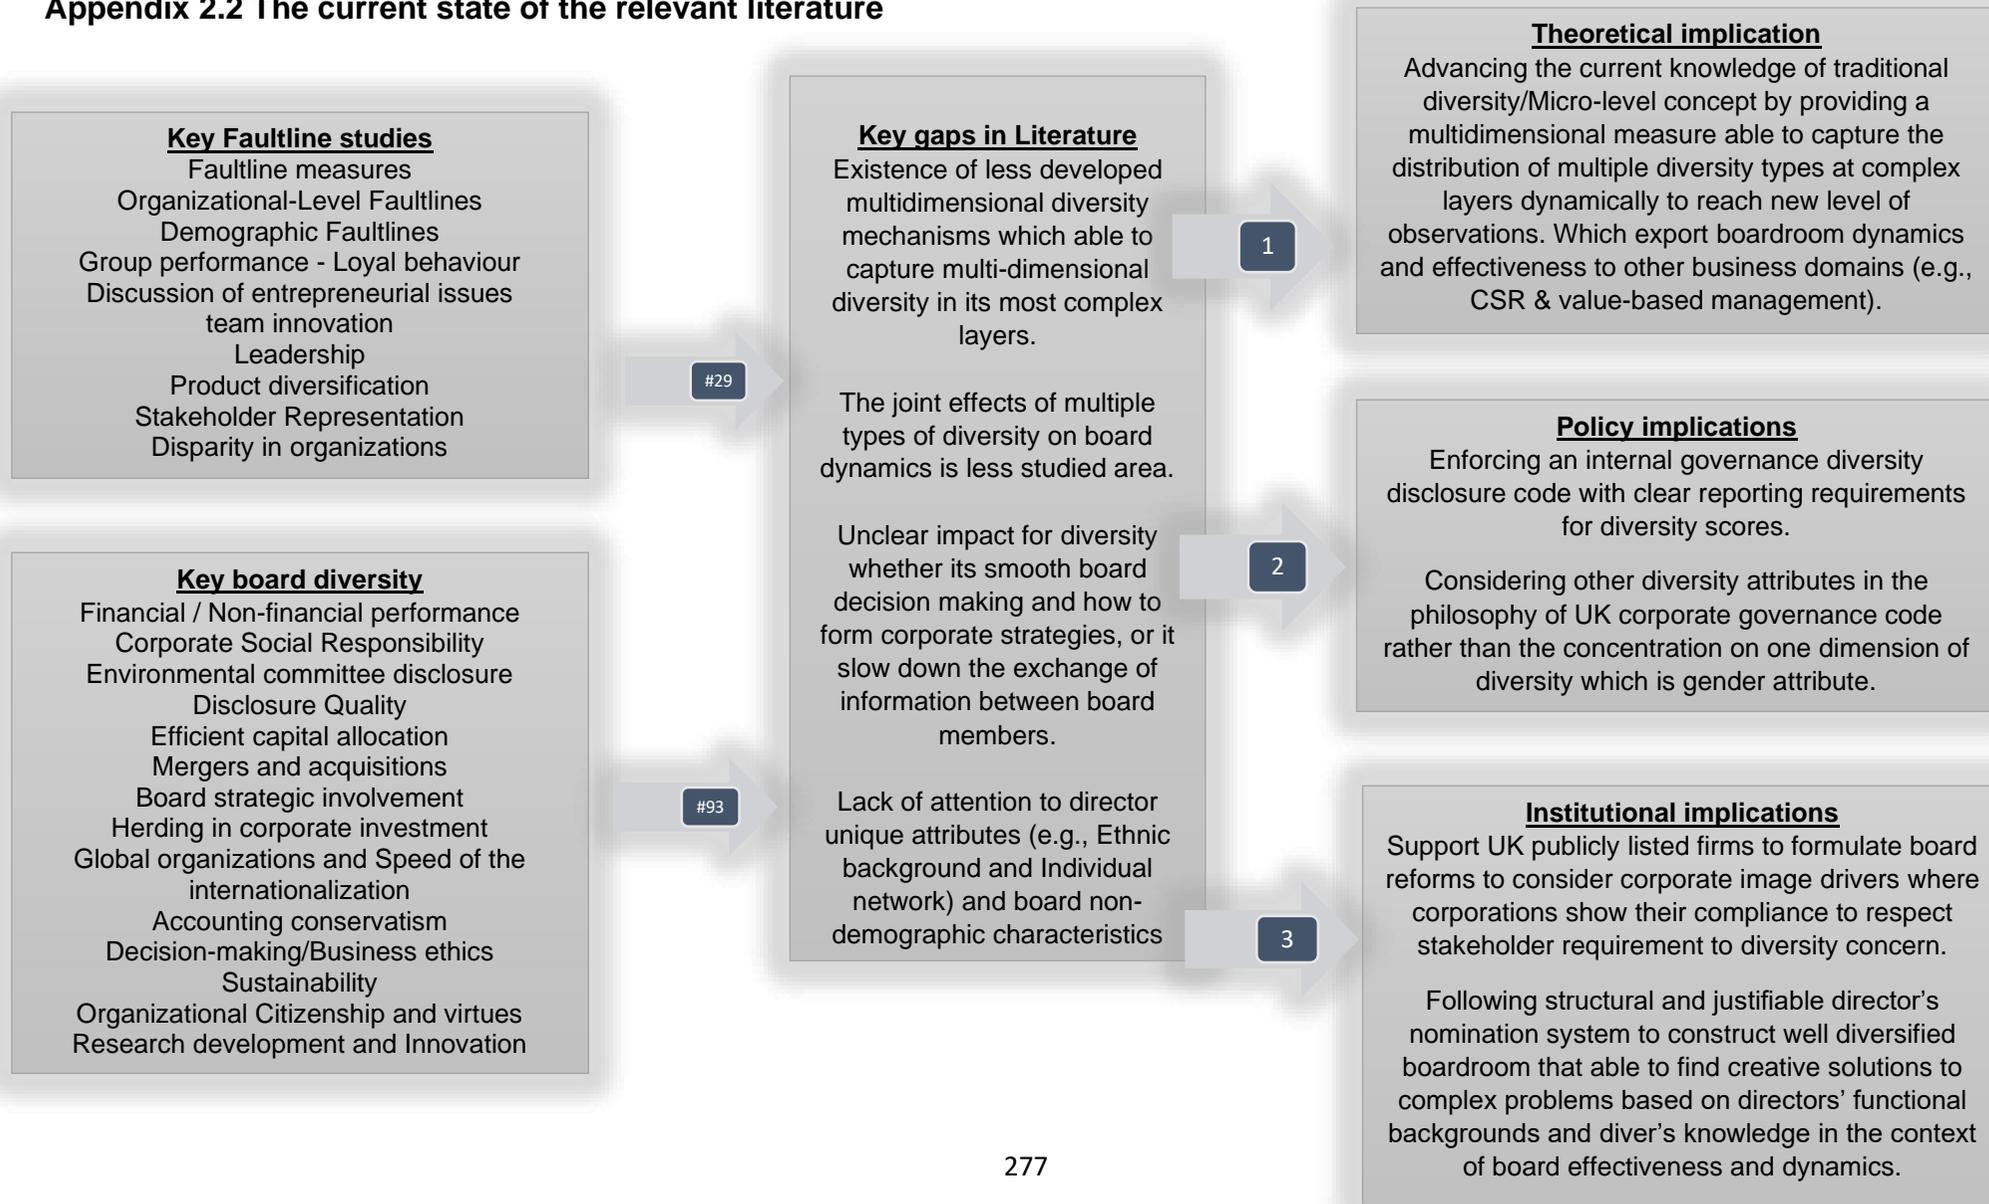 Appendix 2.2 The current state of the relevant literature
Key Faultline studies
Faultline measures
Organizational-Level Faultlines
Demographic Faultlines
Group performance - Loyal behaviour
Discussion of entrepreneurial issues
team innovation
Leadership
Product diversification
Stakeholder Representation
Disparity in organizations
#29
Key board diversity
Financial / Non-financial performance
Corporate Social Responsibility
Environmental committee disclosure
Disclosure Quality
Efficient capital allocation
Mergers and acquisitions
Board strategic involvement
Herding in corporate investment
Global organizations and Speed of the
internationalization
Accounting conservatism
Decision-making/Business ethics
Sustainability
Organizational Citizenship and virtues
Research development and Innovation
#93
Key gaps in Literature
Existence of less developed
multidimensional diversity
mechanisms which able to
capture multi-dimensional
diversity in its most complex
layers.
The joint effects of multiple
types of diversity on board
dynamics is less studied area.
Unclear impact for diversity
whether its smooth board
decision making and how to
form corporate strategies, or it
slow down the exchange of
information between board
members.
Lack of attention to director
unique attributes (e.g., Ethnic
background and Individual
network) and board non-
demographic characteristics
1
Theoretical implication
Advancing the current knowledge of traditional
diversity/Micro-level concept by providing a
multidimensional measure able to capture the
distribution of multiple diversity types at complex
layers dynamically to reach new level of
observations. Which export boardroom dynamics
and effectiveness to other business domains (e.g.,
CSR & value-based management).
2
Policy implications
Enforcing an internal governance diversity
disclosure code with clear reporting requirements
for diversity scores.
Considering other diversity attributes in the
philosophy of UK corporate governance code
rather than the concentration on one dimension of
diversity which is gender attribute.
3
Institutional implications
Support UK publicly listed firms to formulate board
reforms to consider corporate image drivers where
corporations show their compliance to respect
stakeholder requirement to diversity concern.
Following structural and justifiable director’s
nomination system to construct well diversified
boardroom that able to find creative solutions to
complex problems based on directors’ functional
backgrounds and diver’s knowledge in the context
of board effectiveness and dynamics.
277